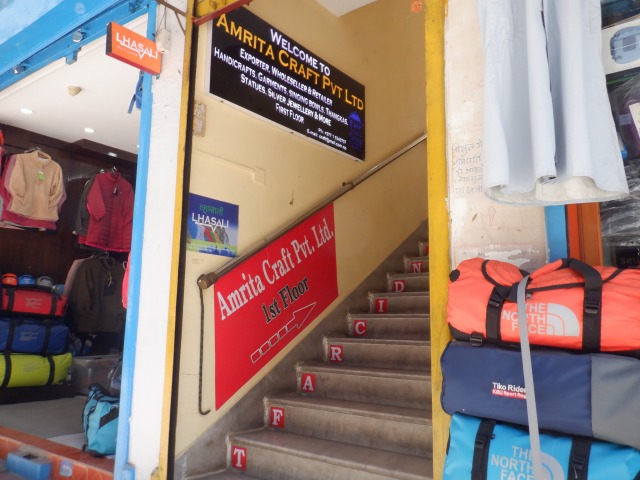 LHASALI
WELCOME TO
AMRITA CRAFT PVT LTD
EXPORTER, WHOLESELLER & RETAILER
HANDICRAFTS, GARMENTS, SINGING BOWLS, THANGKAS,
STATUES, SILVER JEWELLERY & MORE
FIRST FLOOR
LHASALI
Amrita Craft Pvt. Ltd.
1st Floor
T
F
A
R
C
I
D
N
THE
NORTH
FACE
Tiko Rider
THE
NORTH